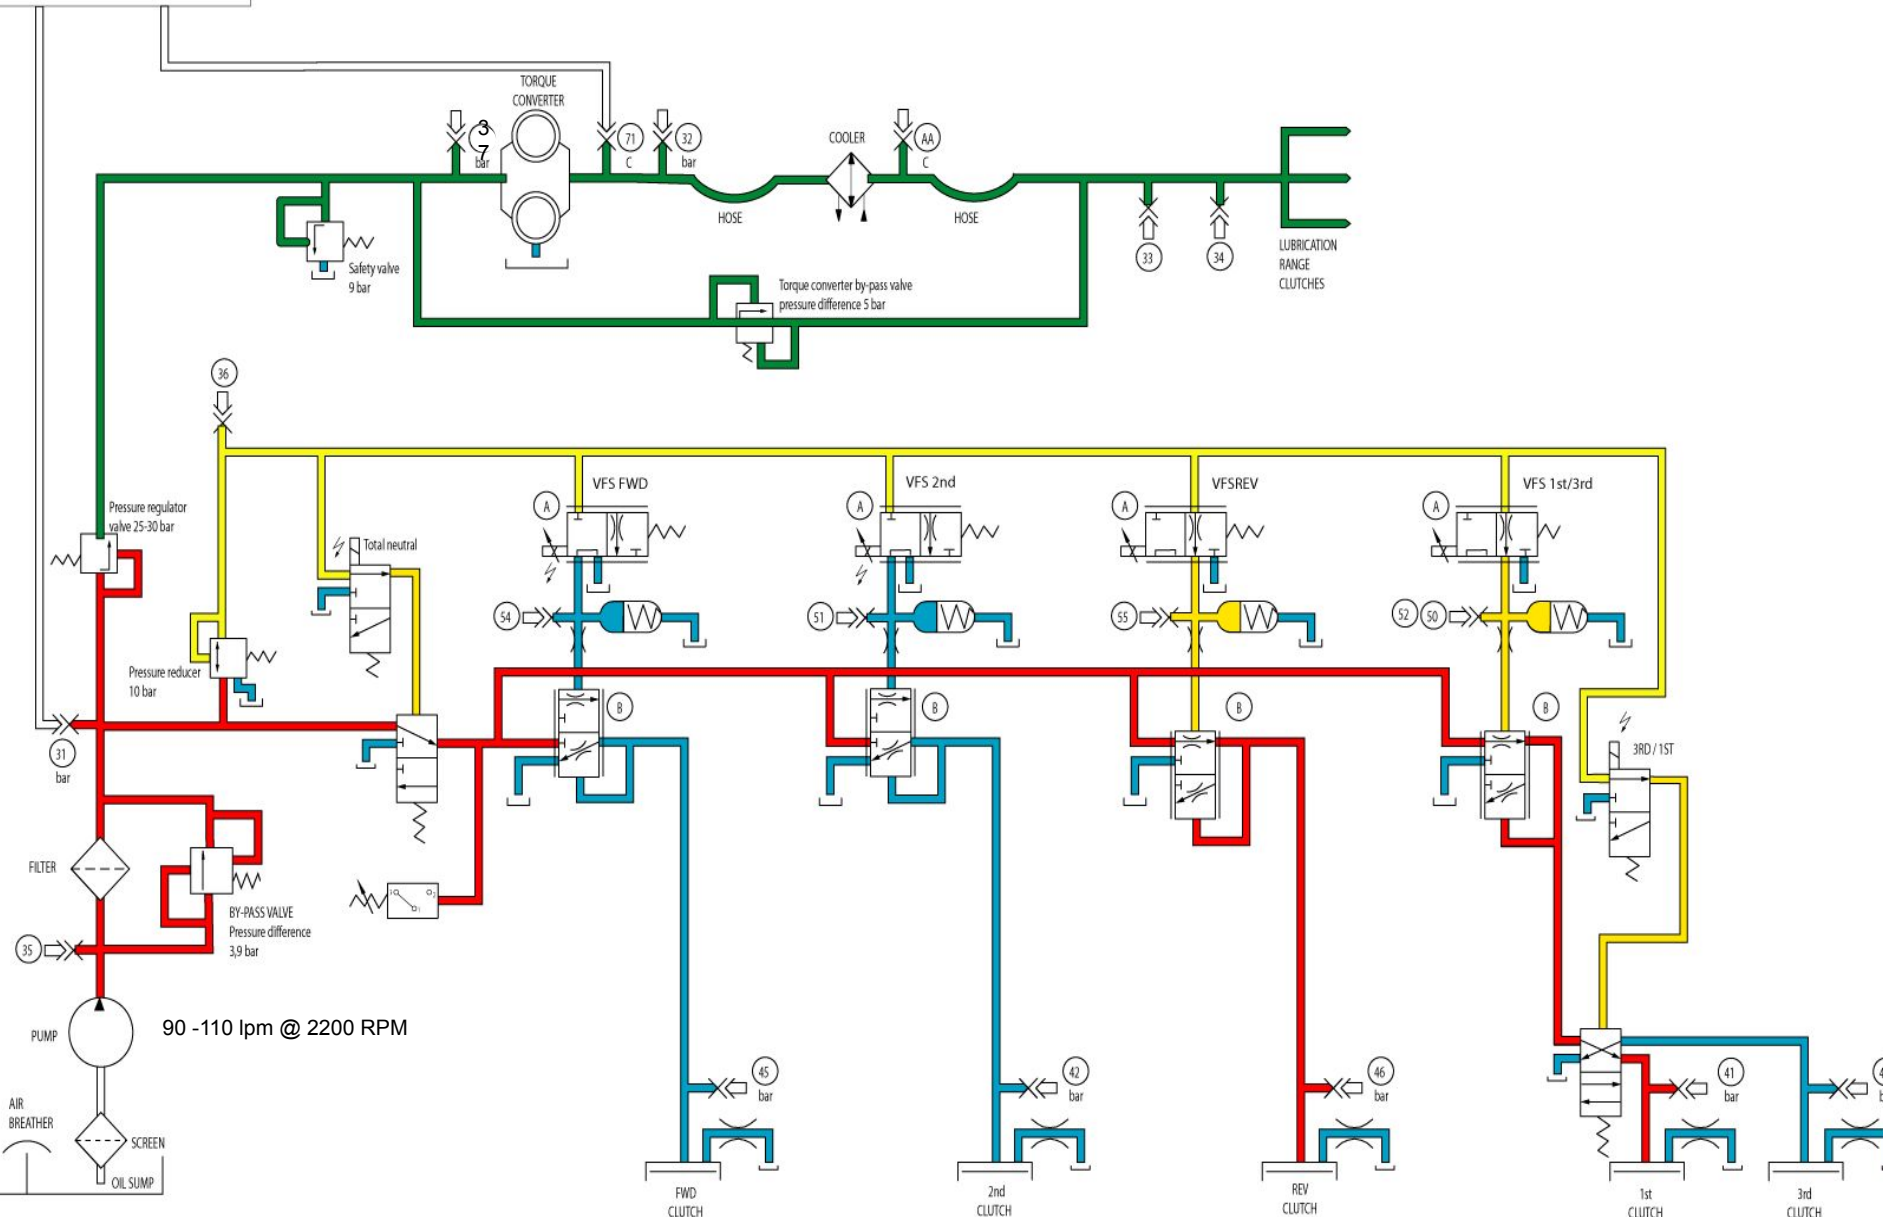 TORQUE
CONVERTER
3
7
bar
71
C
32
bar
COOLER
AA
C
HOSE
HOSE
33
34
LUBRICATION
RANGE
CLUTCHES
Safety valve
9 bar
Torque converter by-pass valve
pressure difference 5 bar
36
Pressure regulator
valve 25-30 bar
Total neutral
VFS FWD
A
VFS 2nd
A
VFSREV
A
VFS 1st/3rd
A
54
51
55
52
50
Pressure reducer
10 bar
B
B
B
B
31
bar
3RD / 1ST
FILTER
BY-PASS VALVE
Pressure difference
3,9 bar
35
PUMP
90 -110 lpm @ 2200 RPM
45
bar
42
bar
46
bar
41
bar
AIR
BREATHER
SCREEN
OIL SUMP
FWD
CLUTCH
2nd
CLUTCH
REV
CLUTCH
1st
CLUTCH
3rd
CLUTCH